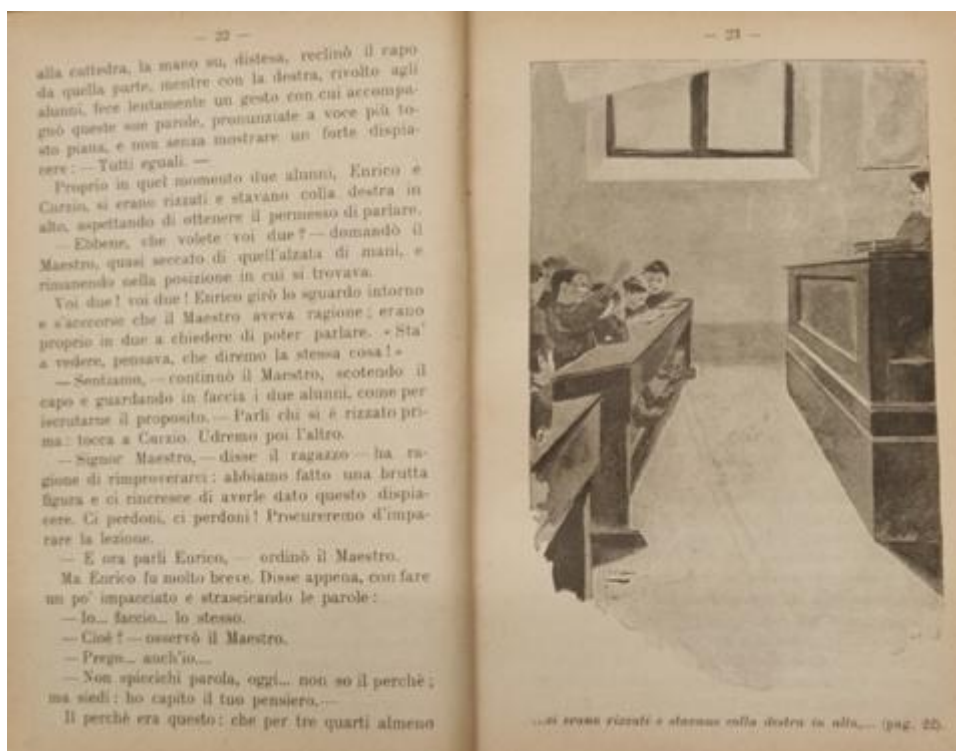 — 22 —
alla cattedra, la mano su, distesa, reclinò il capo
da quella parte, mentre con la destra, rivolto agli
alunni, fece lentamente un gesto con cui accompa-
gnò queste sue parole, pronunziate a voce più to-
sto piana, e non senza mostrare un forte dispia-
cere: — Tutti eguali. —
Proprio in quel momento due alunni, Enrico e
Curzio, si erano rizzati e stavano colla destra in
alto, aspettando di ottenere il permesso di parlare.
— Ebbene, che volete voi due? — domandò il
Maestro, quasi seccato di quell'alzata di mani, e
rimanendo nella posizione in cui si trovava.
Voi due! voi due! Enrico girò lo sguardo intorno
e s'accorse che il Maestro aveva ragione; erano
proprio in due a chiedere di poter parlare. « Sta'
a vedere, pensava, che diremo la stessa cosa! »
— Sentiamo, — continuò il Maestro, scotendo il
capo e guardando in faccia i due alunni, come per
iscrutarne il proposito. — Parli chi si è rizzato pri-
ma: tocca a Curzio. Udremo poi l'altro.
— Signor Maestro, — disse il ragazzo — ha ra-
gione di rimproverarci: abbiamo fatto una brutta
figura e ci rincresce di averle dato questo dispia-
cere. Ci perdoni, ci perdoni! Procureremo d'impa-
rare la lezione.
— E ora parli Enrico, — ordinò il Maestro.
Ma Enrico fu molto breve. Disse appena, con fare
un po' impacciato e strascicando le parole:
— Io... faccio... lo stesso.
— Cioè? — osservò il Maestro.
— Prego... anch'io....
— Non spiccichi parola, oggi... non so il perchè;
ma siedi: ho capito il tuo pensiero. —
Il perchè era questo: che per tre quarti almeno
— 23 —
...si erano rizzati e stavano colla destra in alto,... (pag. 22).